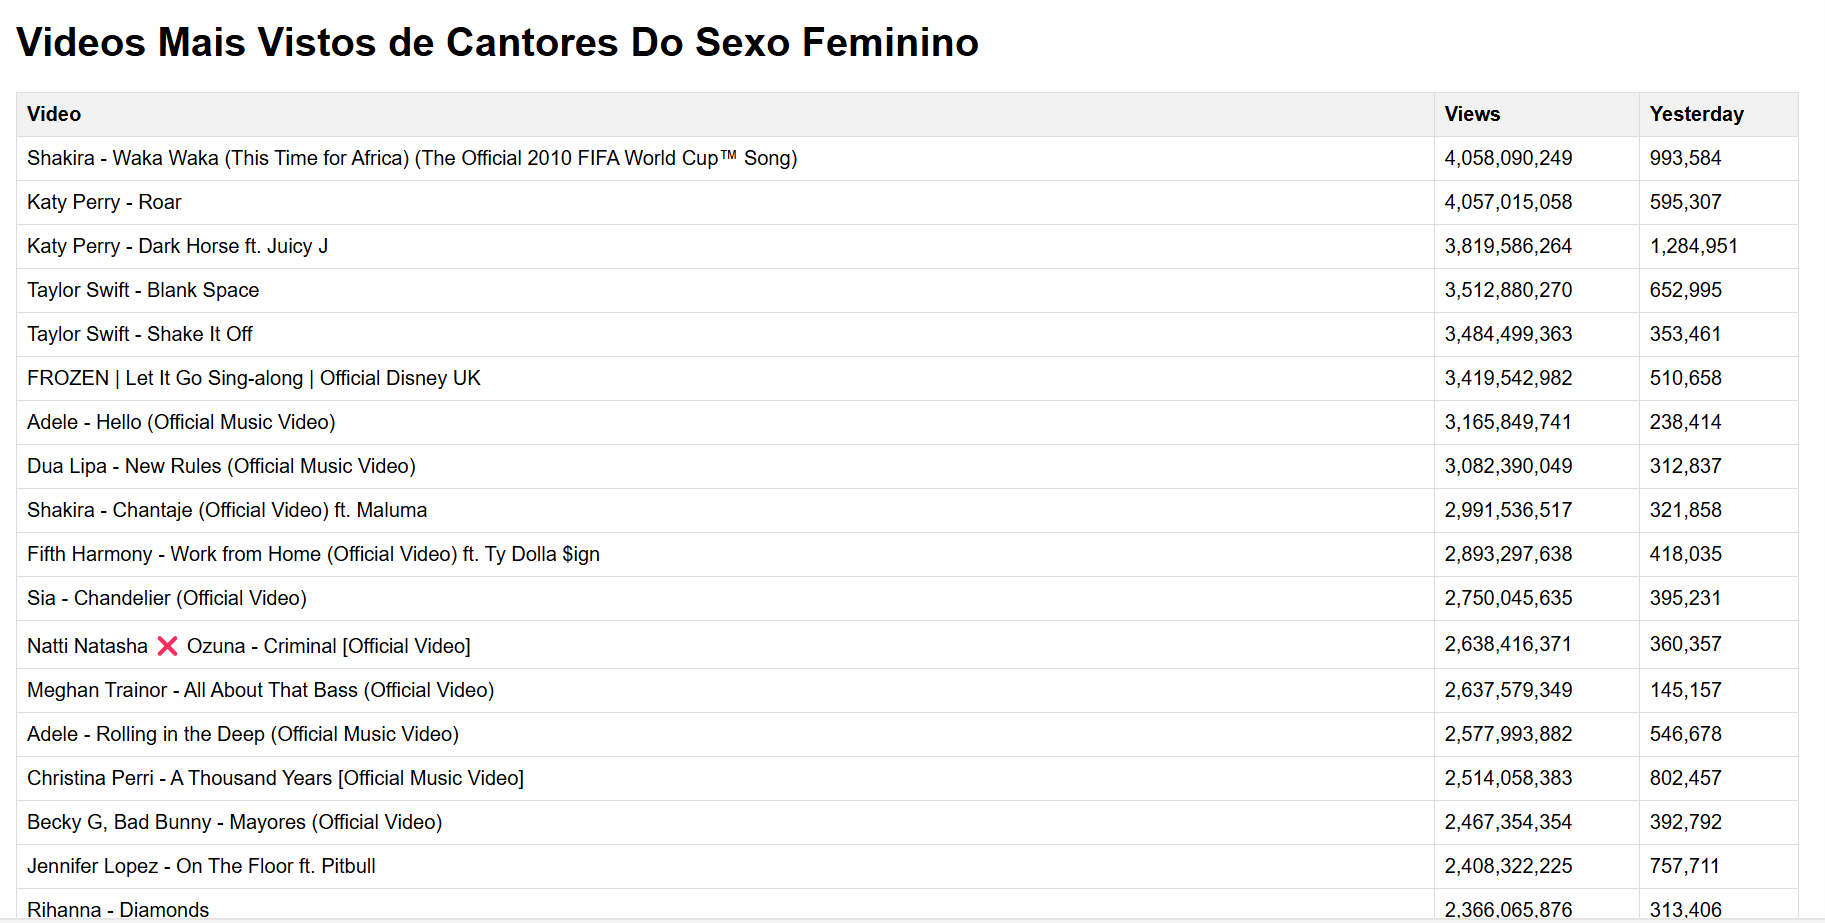 Videos Mais Vistos de Cantores Do Sexo Feminino
Video Views Yesterday
Shakira - Waka Waka (This Time for Africa) (The Official 2010 FIFA World Cup™ Song) 4,058,090,249 993,584
Katy Perry - Roar 4,057,015,058 595,307
Katy Perry - Dark Horse ft. Juicy J 3,819,586,264 1,284,951
Taylor Swift - Blank Space 3,512,880,270 652,995
Taylor Swift - Shake It Off 3,484,499,363 353,461
FROZEN | Let It Go Sing-along | Official Disney UK 3,419,542,982 510,658
Adele - Hello (Official Music Video) 3,165,849,741 238,414
Dua Lipa - New Rules (Official Music Video) 3,082,390,049 312,837
Shakira - Chantaje (Official Video) ft. Maluma 2,991,536,517 321,858
Fifth Harmony - Work from Home (Official Video) ft. Ty Dolla $ign 2,893,297,638 418,035
Sia - Chandelier (Official Video) 2,750,045,635 395,231
Natti Natasha ❌ Ozuna - Criminal [Official Video] 2,638,416,371 360,357
Meghan Trainor - All About That Bass (Official Video) 2,637,579,349 145,157
Adele - Rolling in the Deep (Official Music Video) 2,577,993,882 546,678
Christina Perri - A Thousand Years [Official Music Video] 2,514,058,383 802,457
Becky G, Bad Bunny - Mayores (Official Video) 2,467,354,354 392,792
Jennifer Lopez - On The Floor ft. Pitbull 2,408,322,225 757,711
Rihanna - Diamonds 2,366,065,876 313,406